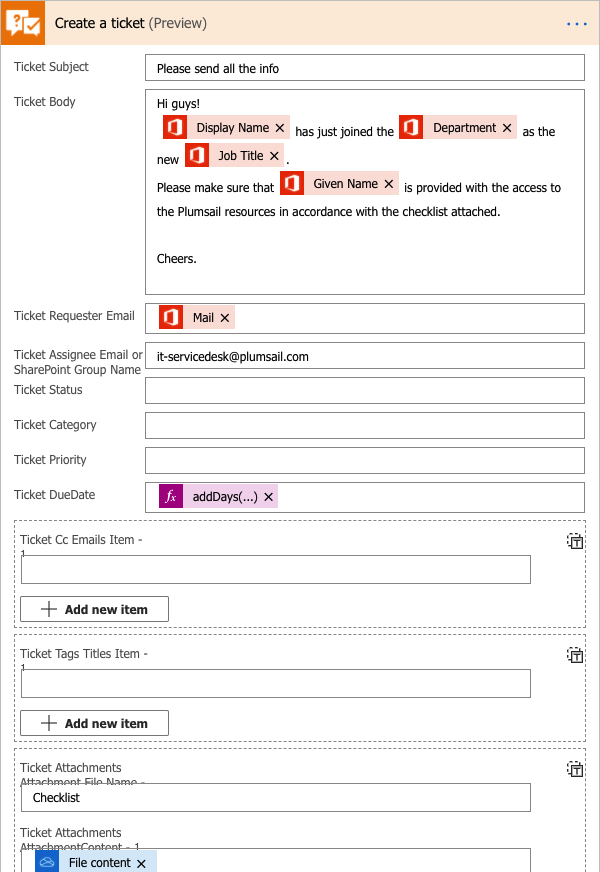 Create a ticket (Preview)
Ticket Subject
Please send all the info
Ticket Body
Hi guys!
Display Name × has just joined the Department × as the
new Job Title × .
Please make sure that Given Name × is provided with the access to
the Plumsail resources in accordance with the checklist attached.
Cheers.
Ticket Requester Email
Mail ×
Ticket Assignee Email or
SharePoint Group Name
it-servicedesk@plumsail.com
Ticket Status
Ticket Category
Ticket Priority
Ticket DueDate
fx addDays(...) ×
Ticket Cc Emails Item -
1
+ Add new item
Ticket Tags Titles Item -
1
+ Add new item
Ticket Attachments
Attachment File Name -
Checklist
Ticket Attachments
AttachmentContent - 1
File content ×